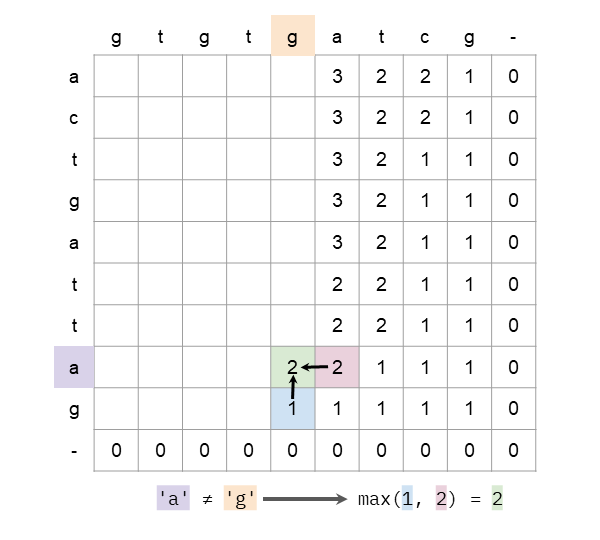 g t g t g a t c g -
a 3 2 2 1 0
c 3 2 2 1 0
t 3 2 1 1 0
g 3 2 1 1 0
a 3 2 1 1 0
t 2 2 1 1 0
t 2 2 1 1 0
a 2 2 1 1 1 0
g 1 1 1 1 1 0
- 0 0 0 0 0 0 0 0 0 0
'a' ≠ 'g' ⟶ max(1, 2) = 2